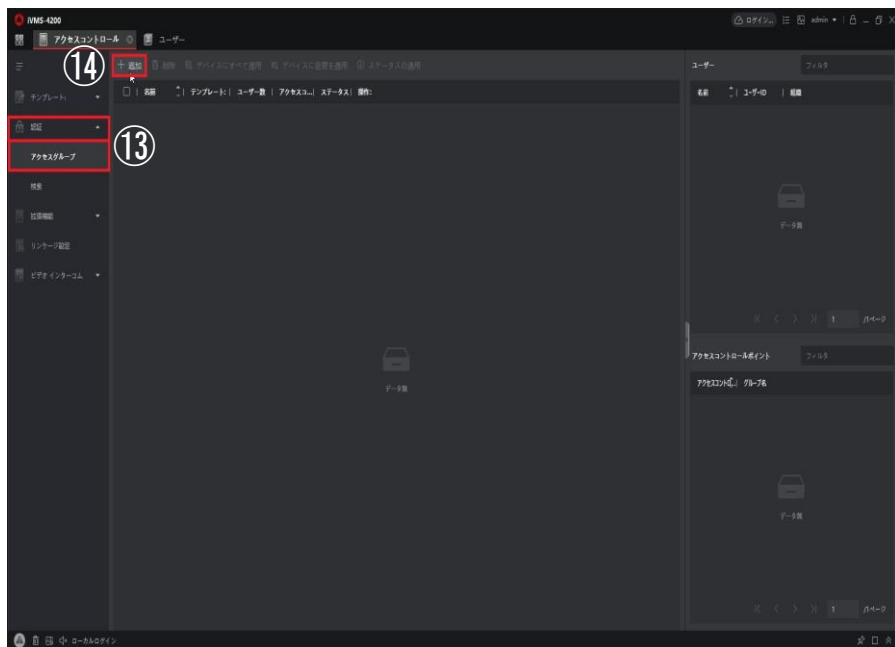 iVMS-4200
ログイン...
admin
アクセスコントロール
ユーザー
⑭
追加
削除
デバイスにすべて適用
デバイスに変更を適用
ステータスの適用
名前 | テンプレート: | ユーザー数 | アクセスコ... | ステータス | 操作:
テンプレート:
認証
⑬
アクセスグループ
検索
拡張機能
リンケージ設定
ビデオ インターコム
データ無
ユーザー
フィルタ
名前 | ユーザーID | 組織
データ無
1 /1ページ
アクセスコントロールポイント
フィルタ
グループ名
データ無
1 /1ページ
ローカルログイン